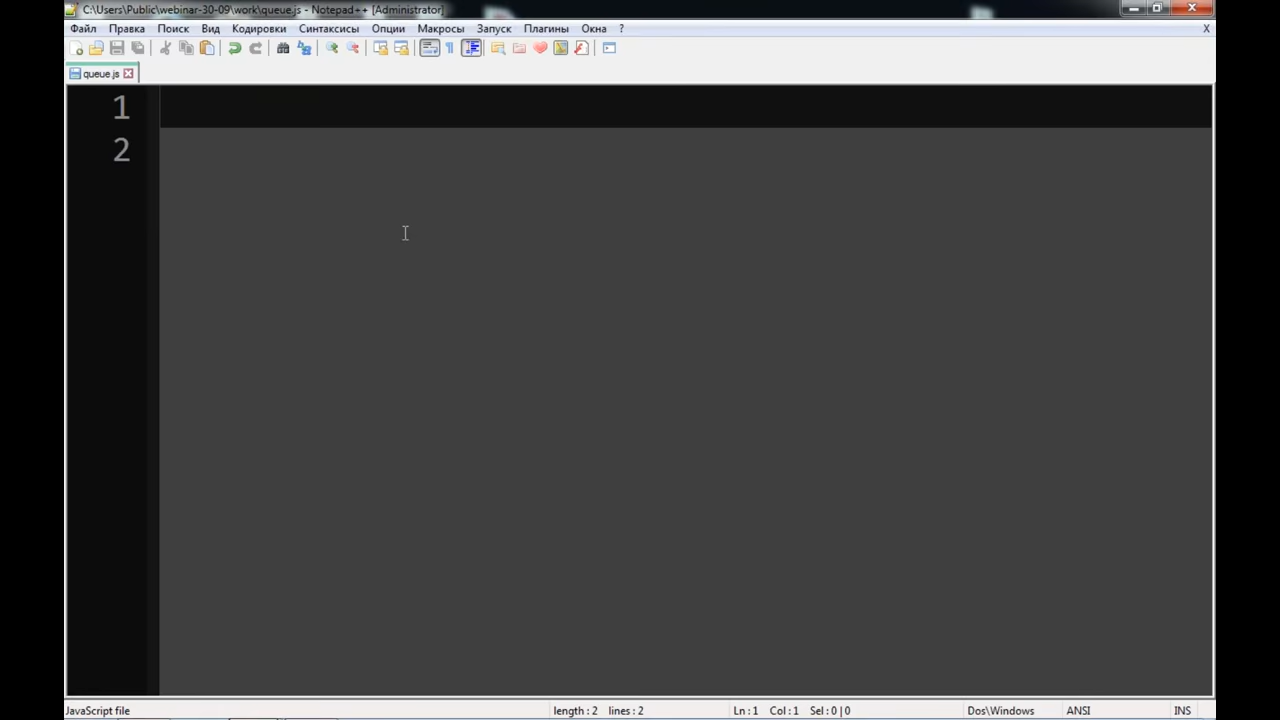 C:\Users\Public\webinar-30-09\work\queue.js - Notepad++ [Administrator]
Файл Правка Поиск Вид Кодировки Синтаксисы Опции Макросы Запуск Плагины Окна ? X
queue.js
1
2
JavaScript file length : 2 lines : 2 Ln : 1 Col : 1 Sel : 0 | 0 Dos\Windows ANSI INS